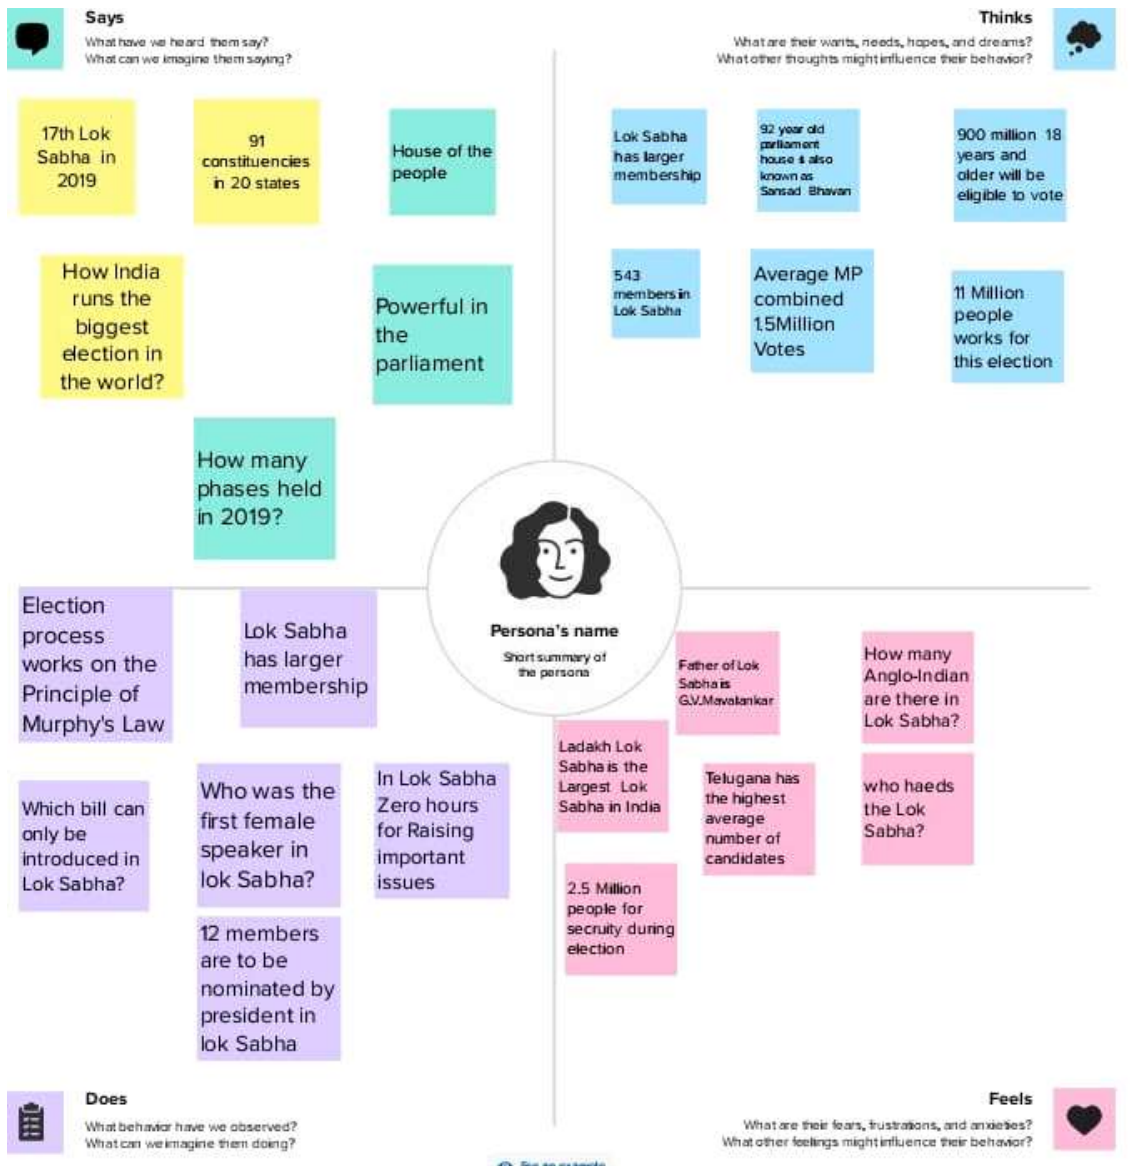 Says
What have we heard them say?
What can we imagine them saying?
Thinks
What are their wants, needs, hopes, and dreams?
What other thoughts might influence their behavior?
17th Lok
Sabha in
2019
91
constituencies
in 20 states
House of the
people
How India
runs the
biggest
election in
the world?
Powerful in
the
parliament
How many
phases held
in 2019?
Lok Sabha
has larger
membership
92 year old
parliament
house & also
known as
Sansad Bhavan
900 million 18
years and
older will be
eligible to vote
543
members in
Lok Sabha
Average MP
combined
1.5Million
Votes
11 Million
people
works for
this election
Persona's name
Short summary of
the persona
Election
process
works on the
Principle of
Murphy's Law
Lok Sabha
has larger
membership
Which bill can
only be
introduced in
Lok Sabha?
Who was the
first female
speaker in
lok Sabha?
In Lok Sabha
Zero hours
for Raising
important
issues
12 members
are to be
nominated by
president in
lok Sabha
Father of Lok
Sabha is
G.V.Mavalankar
How many
Anglo-Indian
are there in
Lok Sabha?
Ladakh Lok
Sabha is the
Largest Lok
Sabha in India
Telugana has
the highest
average
number of
candidates
who haeds
the Lok
Sabha?
2.5 Million
people for
secruity during
election
Does
What behavior have we observed?
What can we imagine them doing?
Feels
What are their fears, frustrations, and anxieties?
What other feelings might influence their behavior?